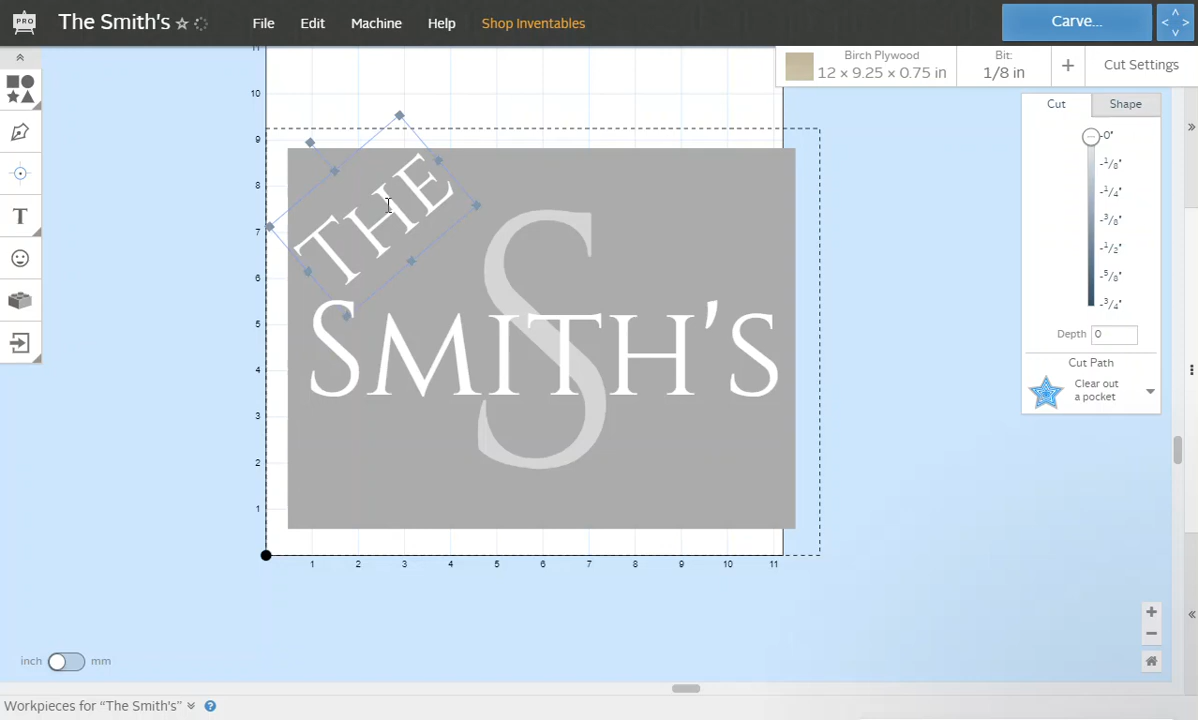 PRO The Smith's File Edit Machine Help Shop Inventables Carve...
Birch Plywood
12 × 9.25 × 0.75 in
Bit:
1/8 in
+
Cut Settings
Cut Shape
0"
1/8"
1/4"
3/8"
1/2"
5/8"
3/4"
Depth 0
Cut Path
Clear out
a pocket
T
11
10
9
8
7
6
5
4
3
2
1
THE
S
SMITH'S
1 2 3 4 5 6 7 8 9 10 11
inch mm
Workpieces for “The Smith's” ?